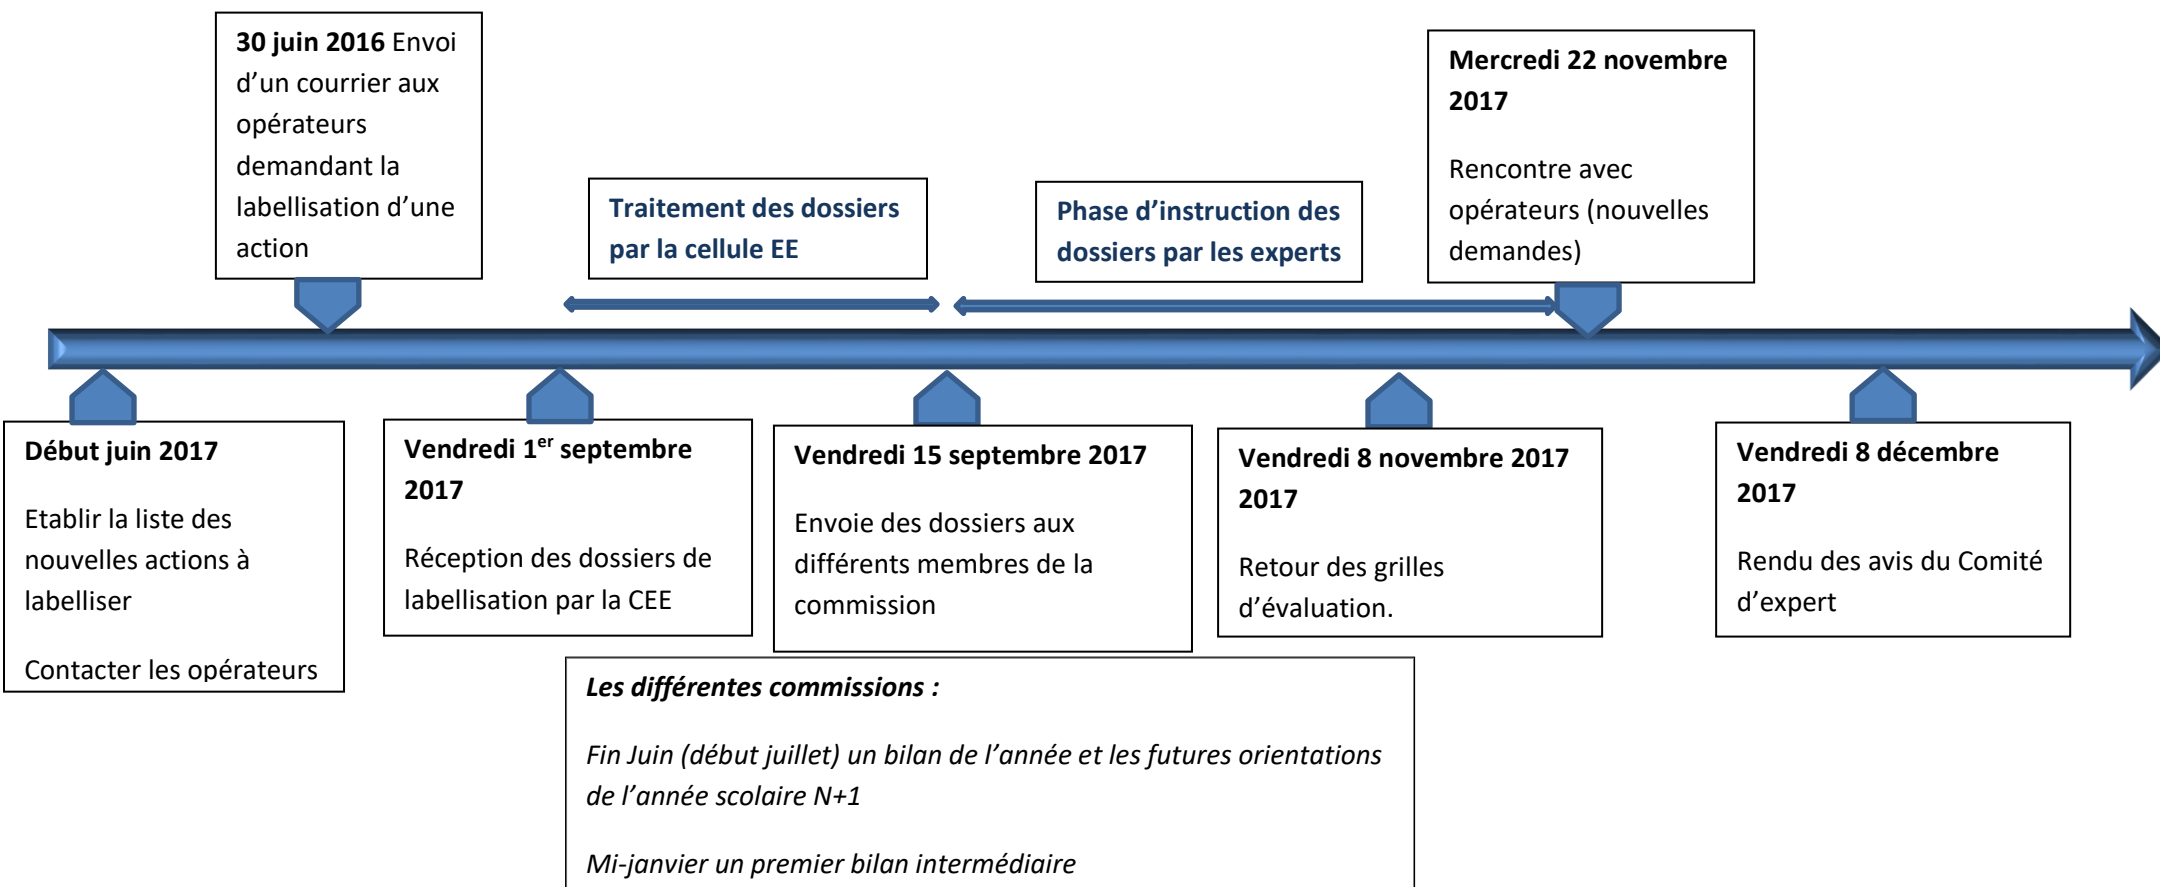 30 juin 2016 Envoi
d’un courrier aux
opérateurs
demandant la
labellisation d’une
action
Traitement des dossiers
par la cellule EE
Phase d’instruction des
dossiers par les experts
Mercredi 22 novembre
2017
Rencontre avec
opérateurs (nouvelles
demandes)
Début juin 2017
Etablir la liste des
nouvelles actions à
labelliser
Contacter les opérateurs
Vendredi 1er septembre
2017
Réception des dossiers de
labellisation par la CEE
Vendredi 15 septembre 2017
Envoie des dossiers aux
différents membres de la
commission
Vendredi 8 novembre 2017
2017
Retour des grilles
d’évaluation.
Vendredi 8 décembre
2017
Rendu des avis du Comité
d’expert
Les différentes commissions :
Fin Juin (début juillet) un bilan de l’année et les futures orientations
de l’année scolaire N+1
Mi-janvier un premier bilan intermédiaire